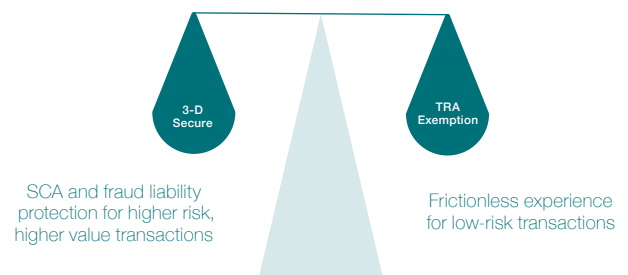 3-D
Secure
TRA
Exemption
SCA and fraud liability
protection for higher risk,
higher value transactions
Frictionless experience
for low-risk transactions